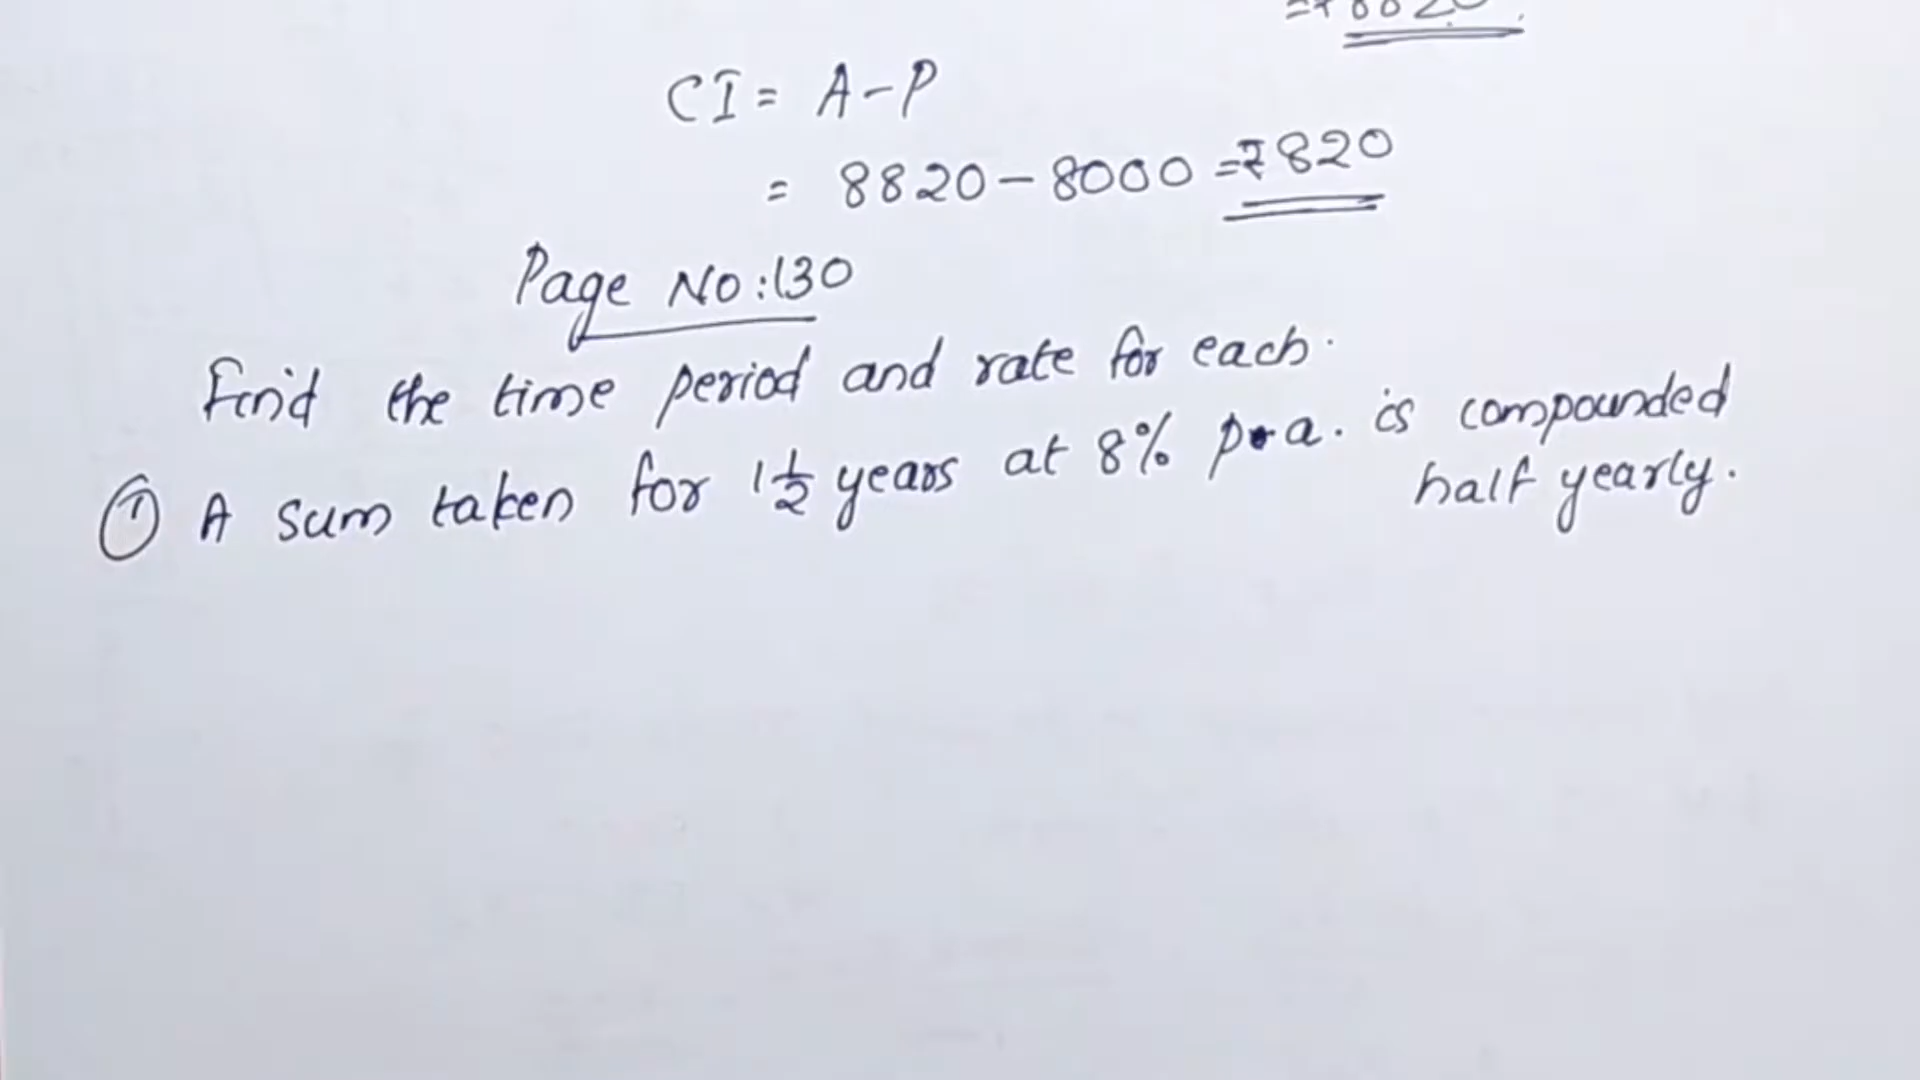 =₹8820
CI = A-P
= 8820-8000 =₹820
Page No:130
Find the time period and rate for each.
① A sum taken for 1½ years at 8% p.a. is compounded
half yearly.